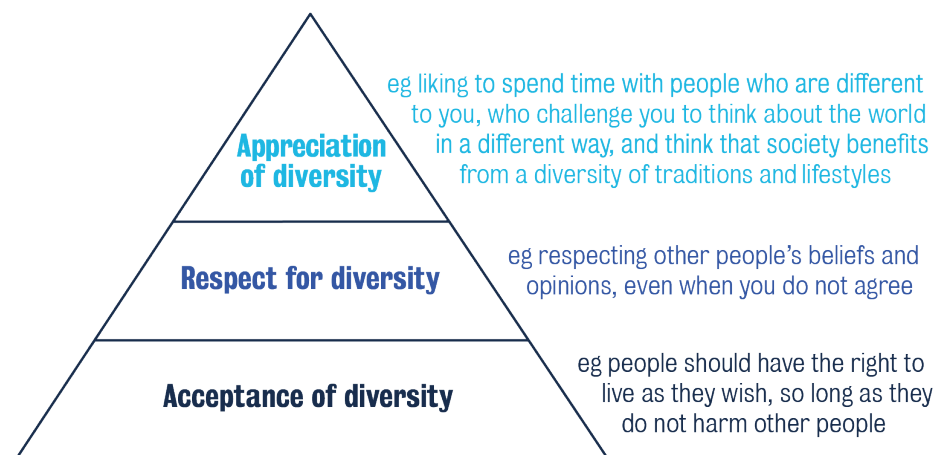 Appreciation
of diversity
eg liking to spend time with people who are different
to you, who challenge you to think about the world
in a different way, and think that society benefits
from a diversity of traditions and lifestyles
Respect for diversity
eg respecting other people's beliefs and
opinions, even when you do not agree
Acceptance of diversity
eg people should have the right to
live as they wish, so long as they
do not harm other people